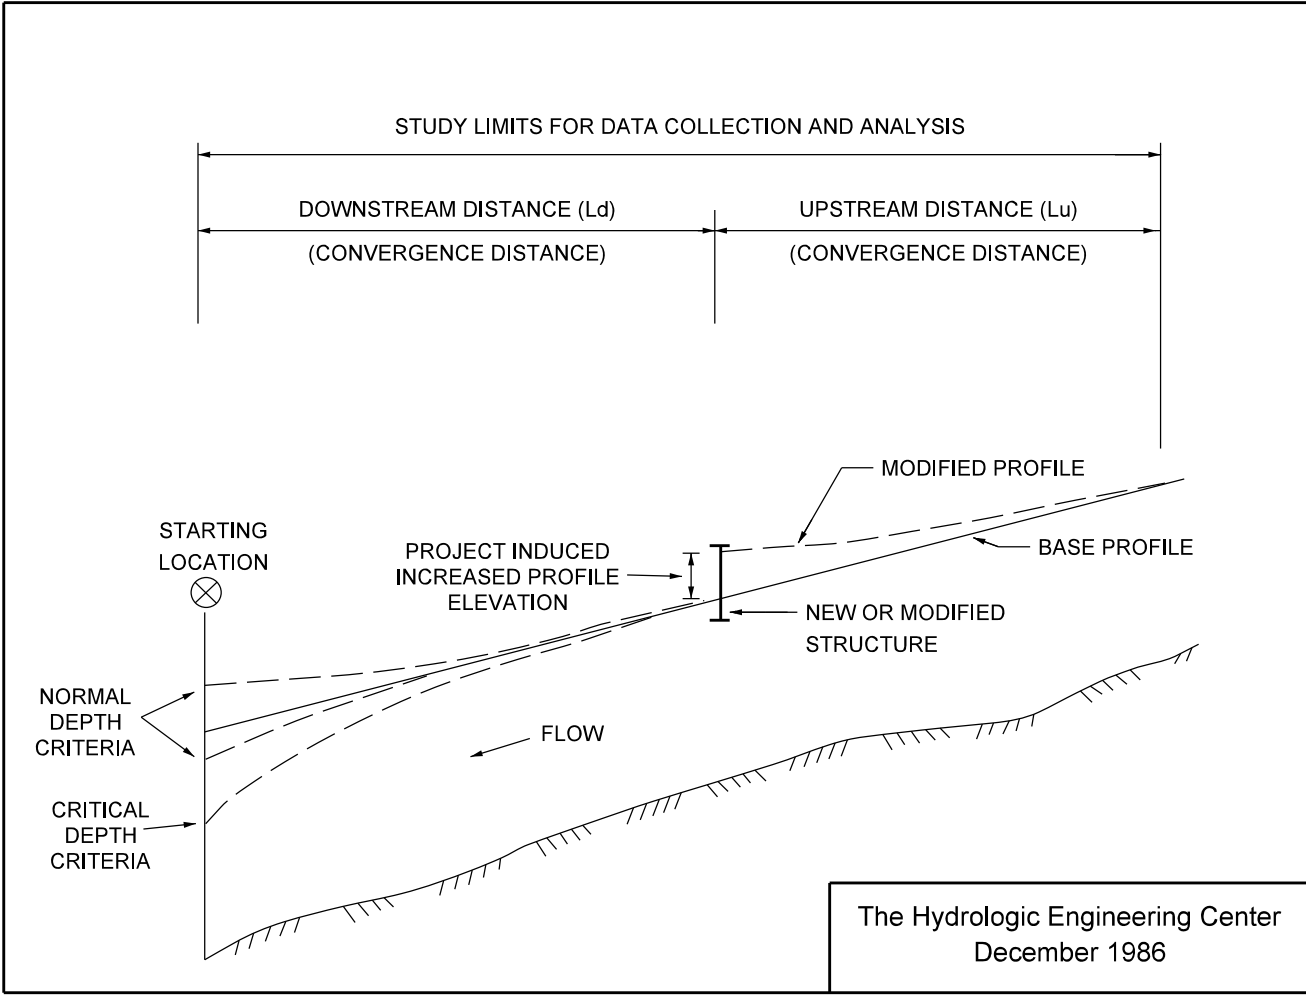 STUDY LIMITS FOR DATA COLLECTION AND ANALYSIS
DOWNSTREAM DISTANCE (Ld)
(CONVERGENCE DISTANCE)
UPSTREAM DISTANCE (Lu)
(CONVERGENCE DISTANCE)
MODIFIED PROFILE
BASE PROFILE
STARTING
LOCATION
PROJECT INDUCED
INCREASED PROFILE
ELEVATION
NEW OR MODIFIED
STRUCTURE
NORMAL
DEPTH
CRITERIA
FLOW
CRITICAL
DEPTH
CRITERIA
The Hydrologic Engineering Center
December 1986